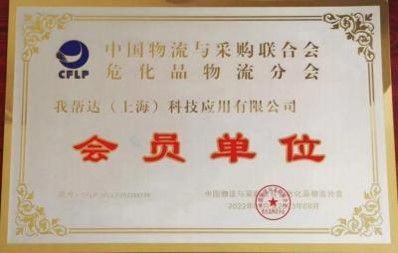 CFLP
中国物流与采购联合会
危化品物流分会
我帮达（上海）科技应用有限公司
会员单位